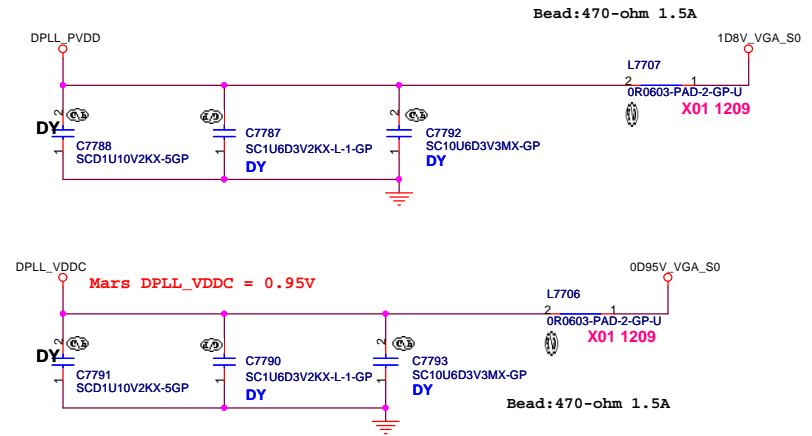 Bead:470-ohm 1.5A
DPLL_PVDD
1D8V_VGA_S0
L7707
2
1
0R0603-PAD-2-GP-U
X01 1209
2
2
2
DY
C7788
C7787
C7792
1
1
1
SCD1U10V2KX-5GP
SC1U6D3V2KX-L-1-GP
SC10U6D3V3MX-GP
DY
DY
DPLL_VDDC
0D95V_VGA_S0
Mars DPLL_VDDC = 0.95V
L7706
2
1
0R0603-PAD-2-GP-U
X01 1209
2
2
2
DY
C7791
C7790
C7793
1
1
1
SCD1U10V2KX-5GP
SC1U6D3V2KX-L-1-GP
SC10U6D3V3MX-GP
DY
DY
Bead:470-ohm 1.5A